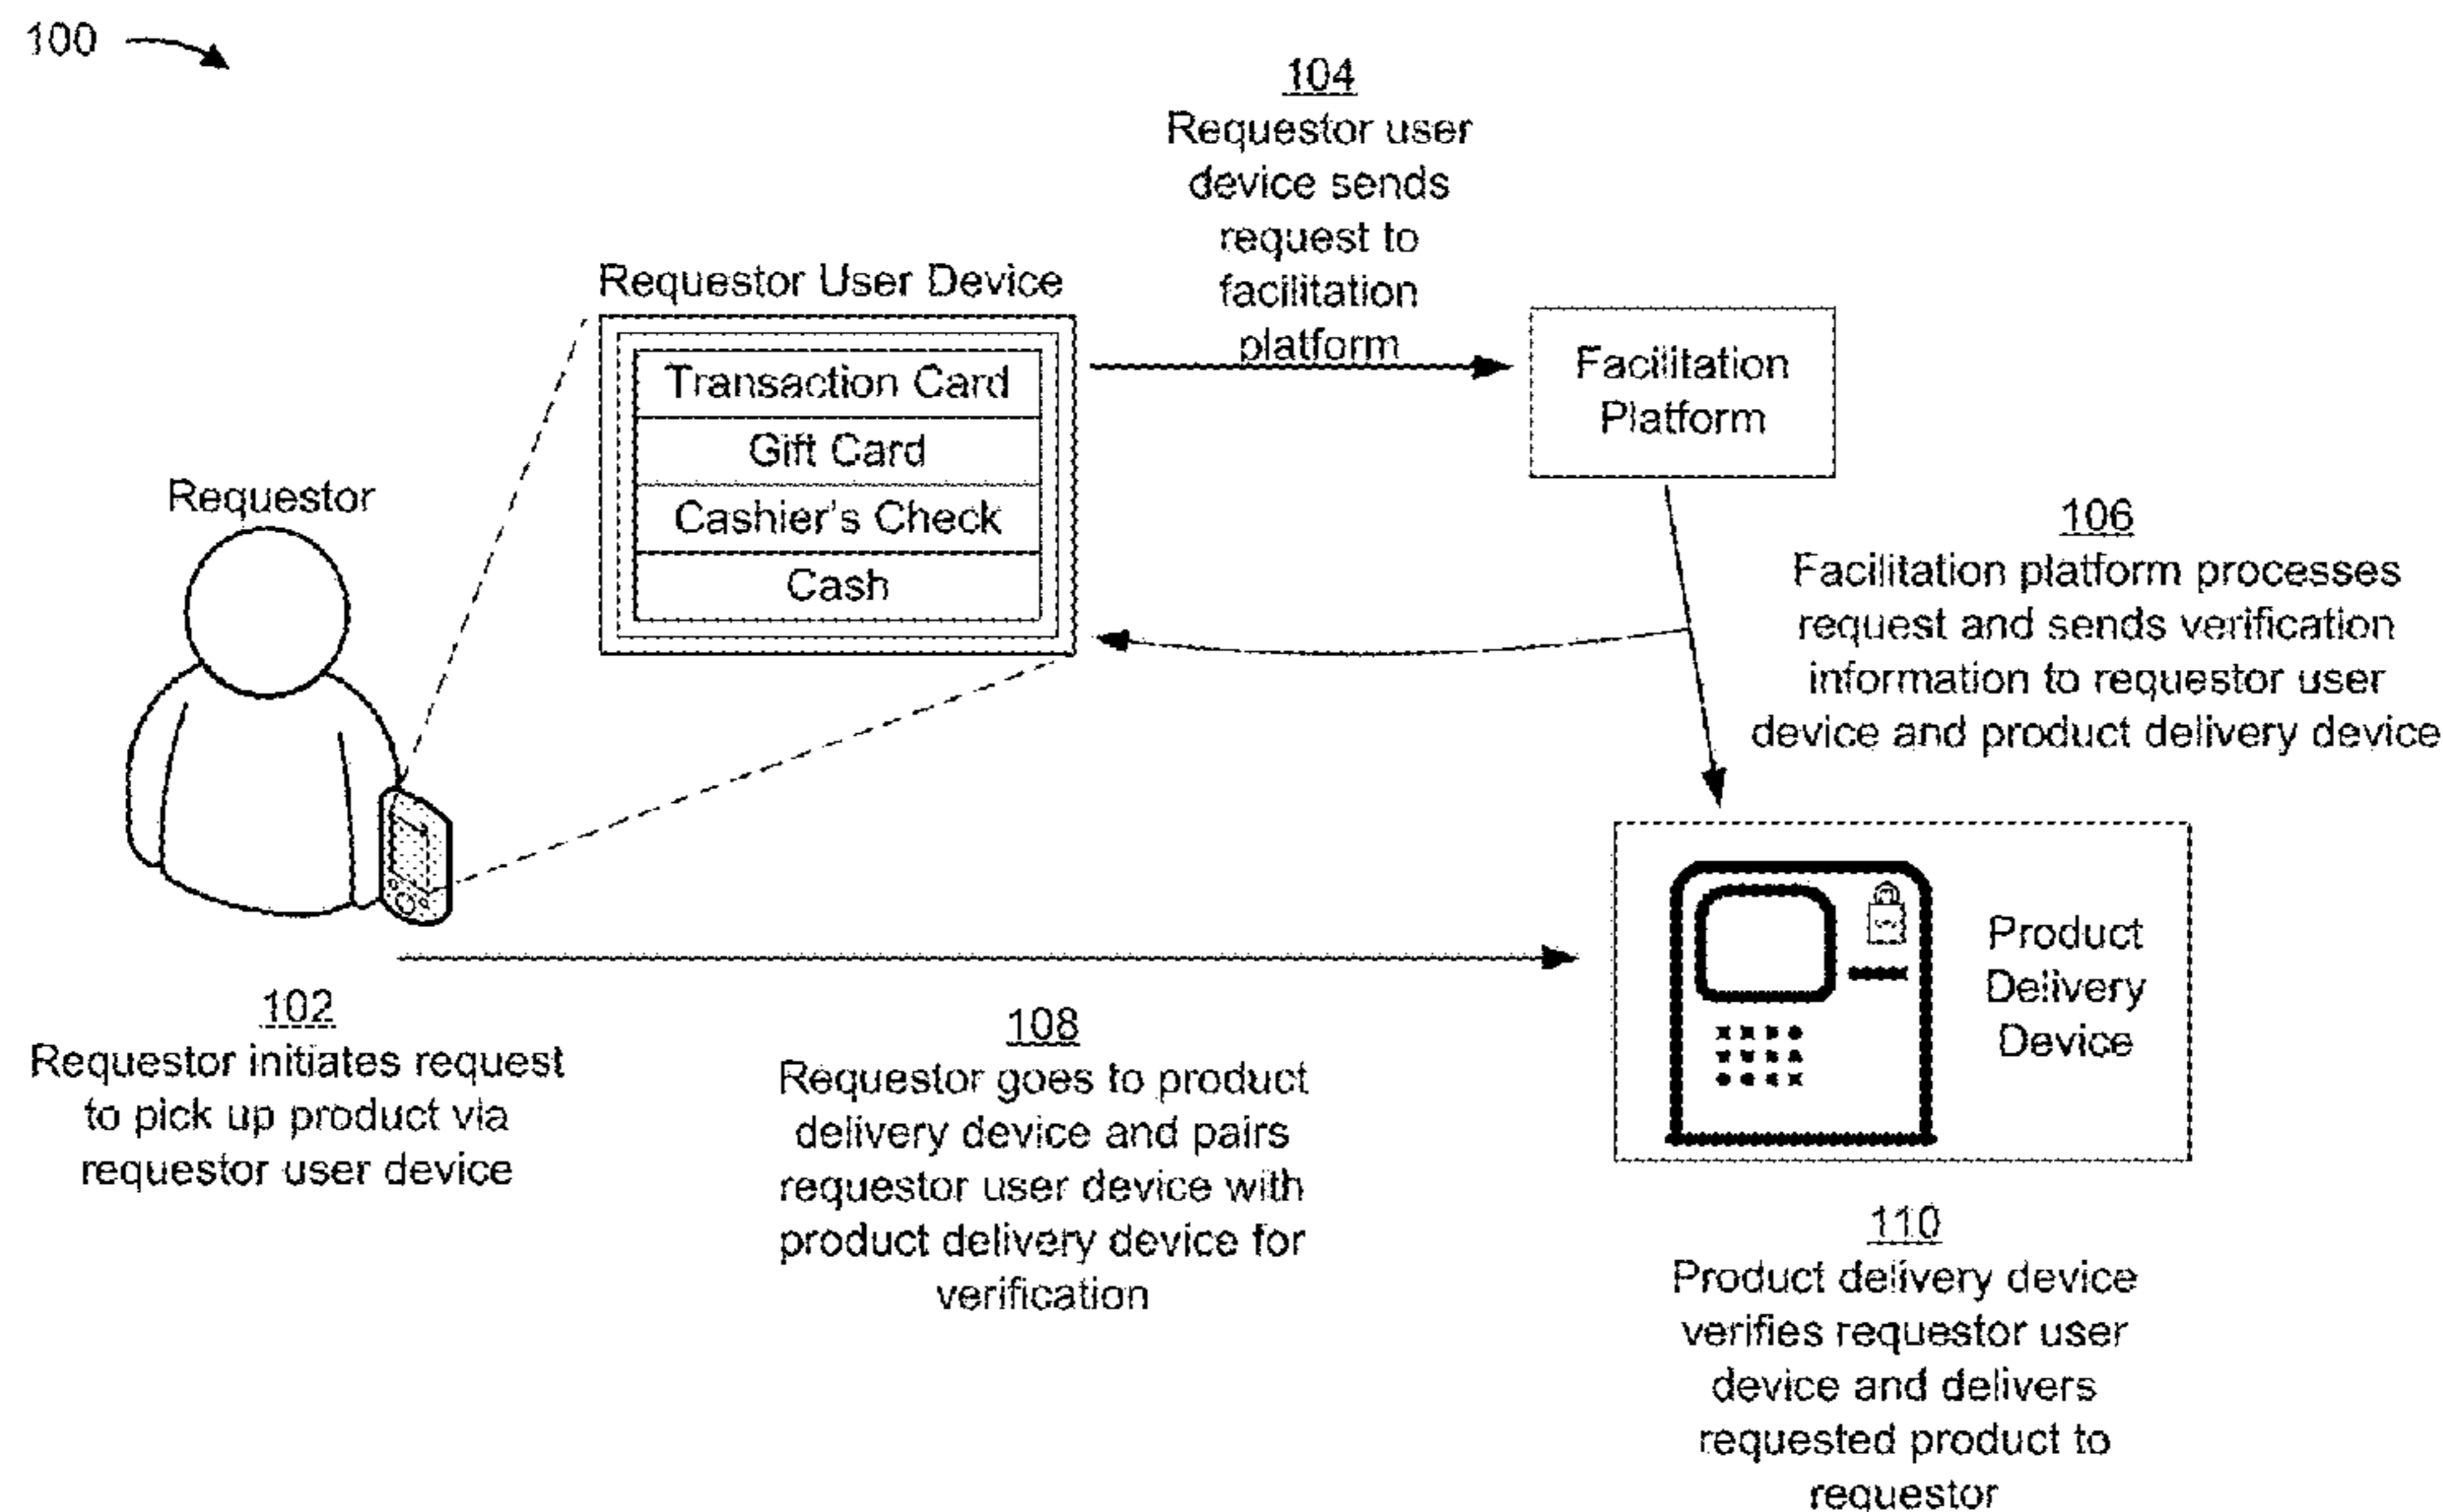 100
104
Requestor user
device sends
request to
facilitation
platform
Requestor User Device
Transaction Card
Gift Card
Cashier's Check
Cash
Facilitation
Platform
Requestor
106
Facilitation platform processes
request and sends verification
information to requestor user
device and product delivery device
102
Requestor initiates request
to pick up product via
requestor user device
108
Requestor goes to product
delivery device and pairs
requestor user device with
product delivery device for
verification
Product
Delivery
Device
110
Product delivery device
verifies requestor user
device and delivers
requested product to
requestor